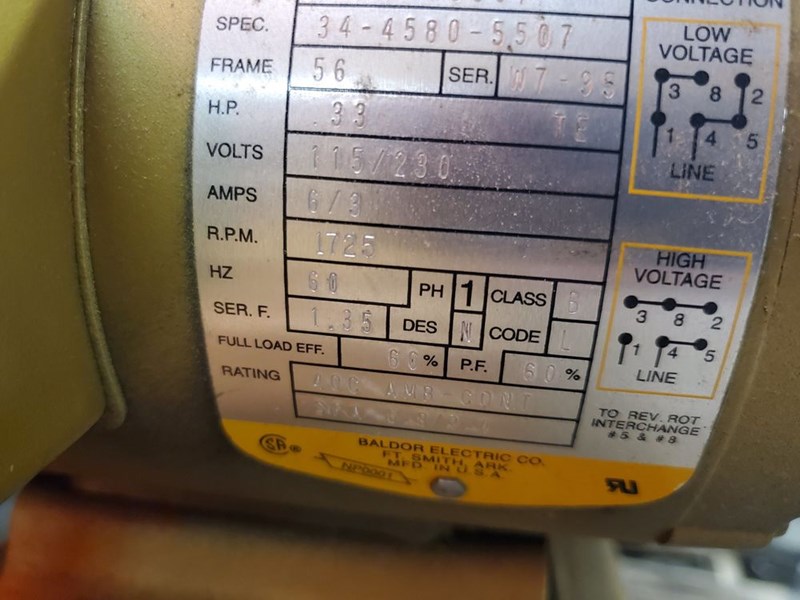 CONNECTION
SPEC. 34-4580-5507
FRAME 56 SER. W7-95
H.P. .33 TE
VOLTS 115/230
AMPS 6/3
R.P.M. 1725
HZ 60 PH 1 CLASS B
SER. F. 1.35 DES N CODE L
FULL LOAD EFF. 66 % P.F. 60 %
RATING 40C AMB-CONT
LOW
VOLTAGE
3 8 2
1 4 5
LINE
HIGH
VOLTAGE
3 8 2
1 4 5
LINE
TO REV. ROT
INTERCHANGE
#5 & #8
SA ®
BALDOR ELECTRIC CO.
FT. SMITH, ARK.
MFD. IN U.S.A.
NP0001
RU